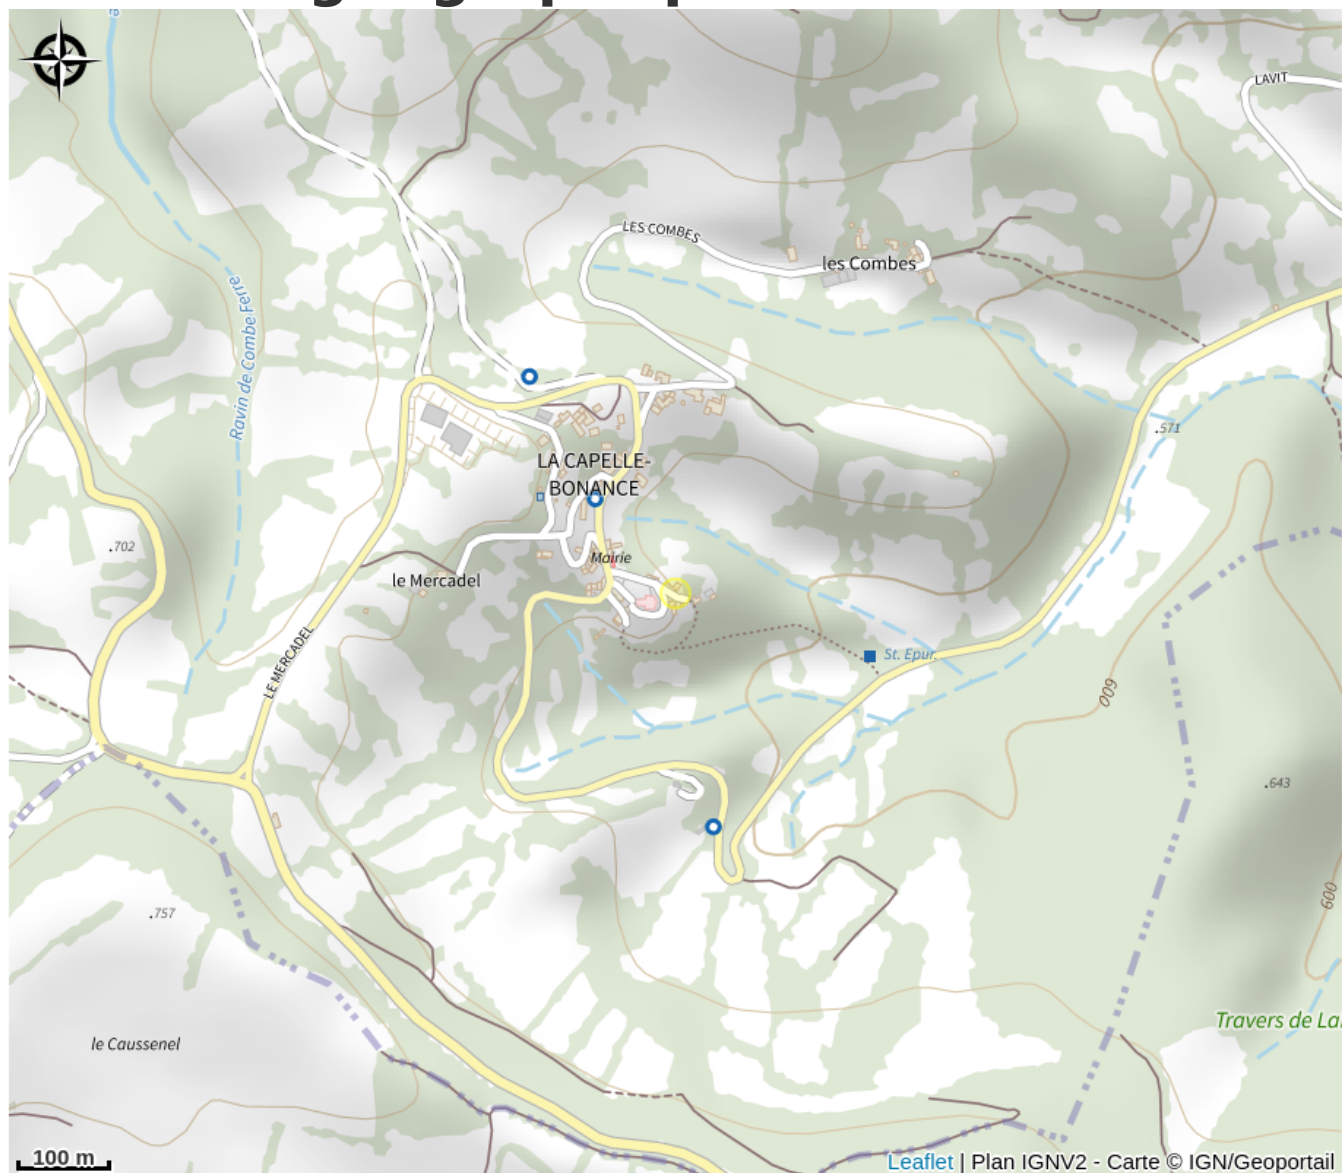 LAVIT
LES COMBES
les Combes
Ravin de Combe Ferre
.571
LA CAPELLE-
BONANCE
.702
Mairie
le Mercadel
LE MERCADEL
St. Epur.
600
.643
600
.757
Travers de La
le Caussenel
100 m
Leaflet | Plan IGNV2 - Carte © IGN/Geoportail